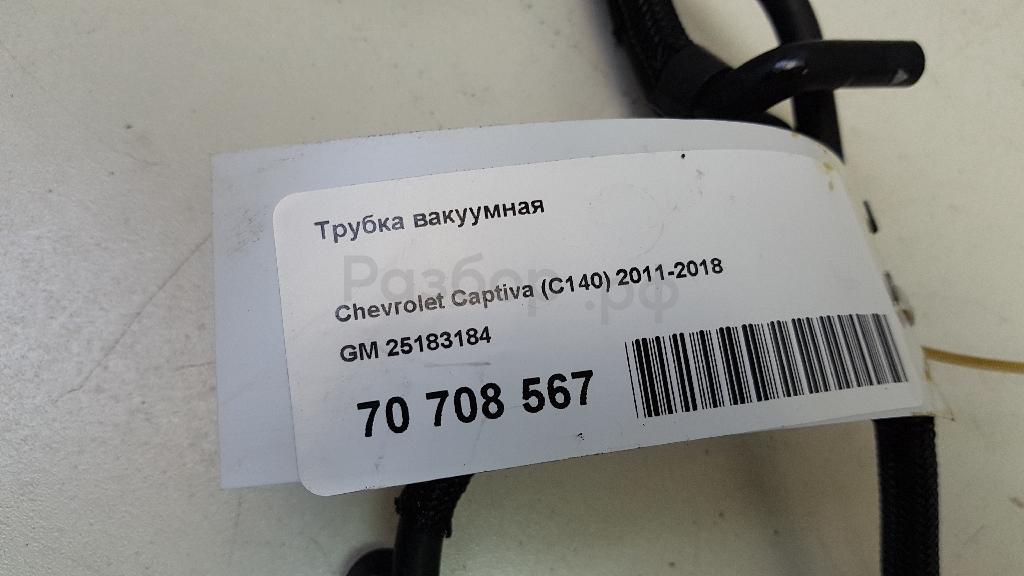 Трубка вакуумная
Разбор.рф
Chevrolet Captiva (C140) 2011-2018
GM 25183184
70 708 567